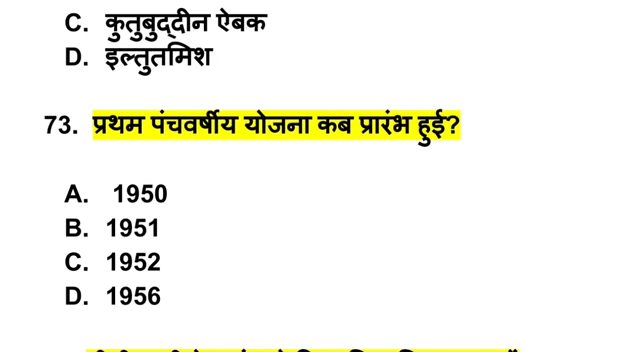 C. कुतुबुद्दीन ऐबक
D. इल्तुतमिश
73. प्रथम पंचवर्षीय योजना कब प्रारंभ हुई?
A. 1950
B. 1951
C. 1952
D. 1956